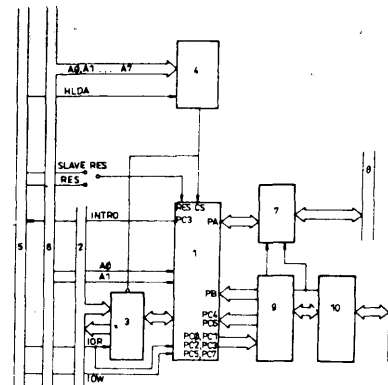 A0,A1 ... A7
4
HLDA
SLAVE RES
RES
RES CS
8
INTRO
PC3
PA
7
5
6
2
1
A0
A1
PB
3
PC4
PC6
9
10
IOR
PC0,PC1
PC2,PC3
PC5,PC7
IOW